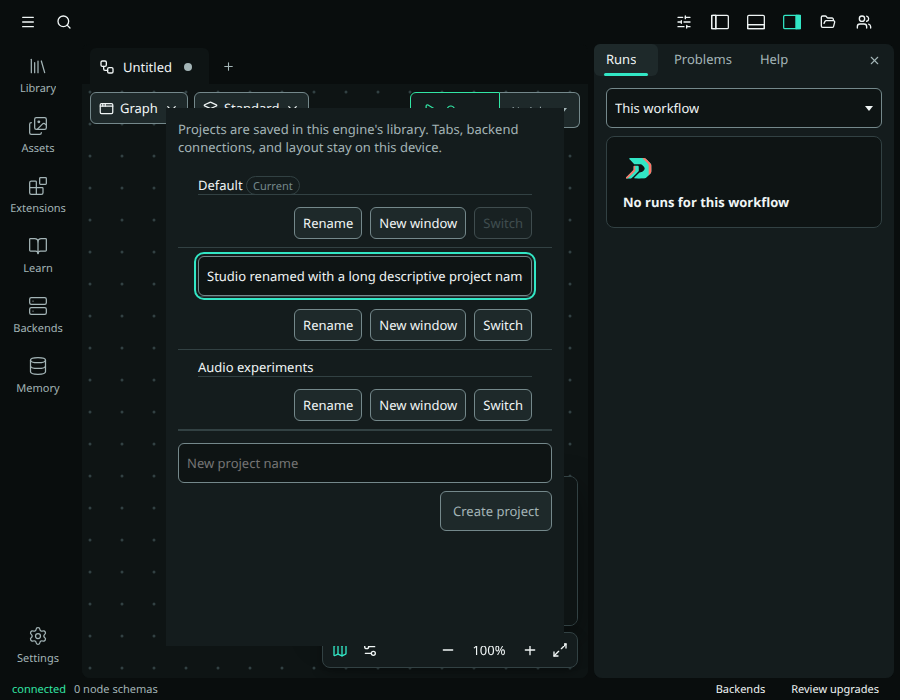 Untitled
Runs
Problems
Help
Library
Assets
Extensions
Learn
Backends
Memory
Settings
Graph
Standard
Projects are saved in this engine's library. Tabs, backend
connections, and layout stay on this device.
Default
Current
Rename
New window
Switch
Studio renamed with a long descriptive project nam
Rename
New window
Switch
Audio experiments
Rename
New window
Switch
New project name
Create project
100%
This workflow
No runs for this workflow
connected
0 node schemas
Backends
Review upgrades